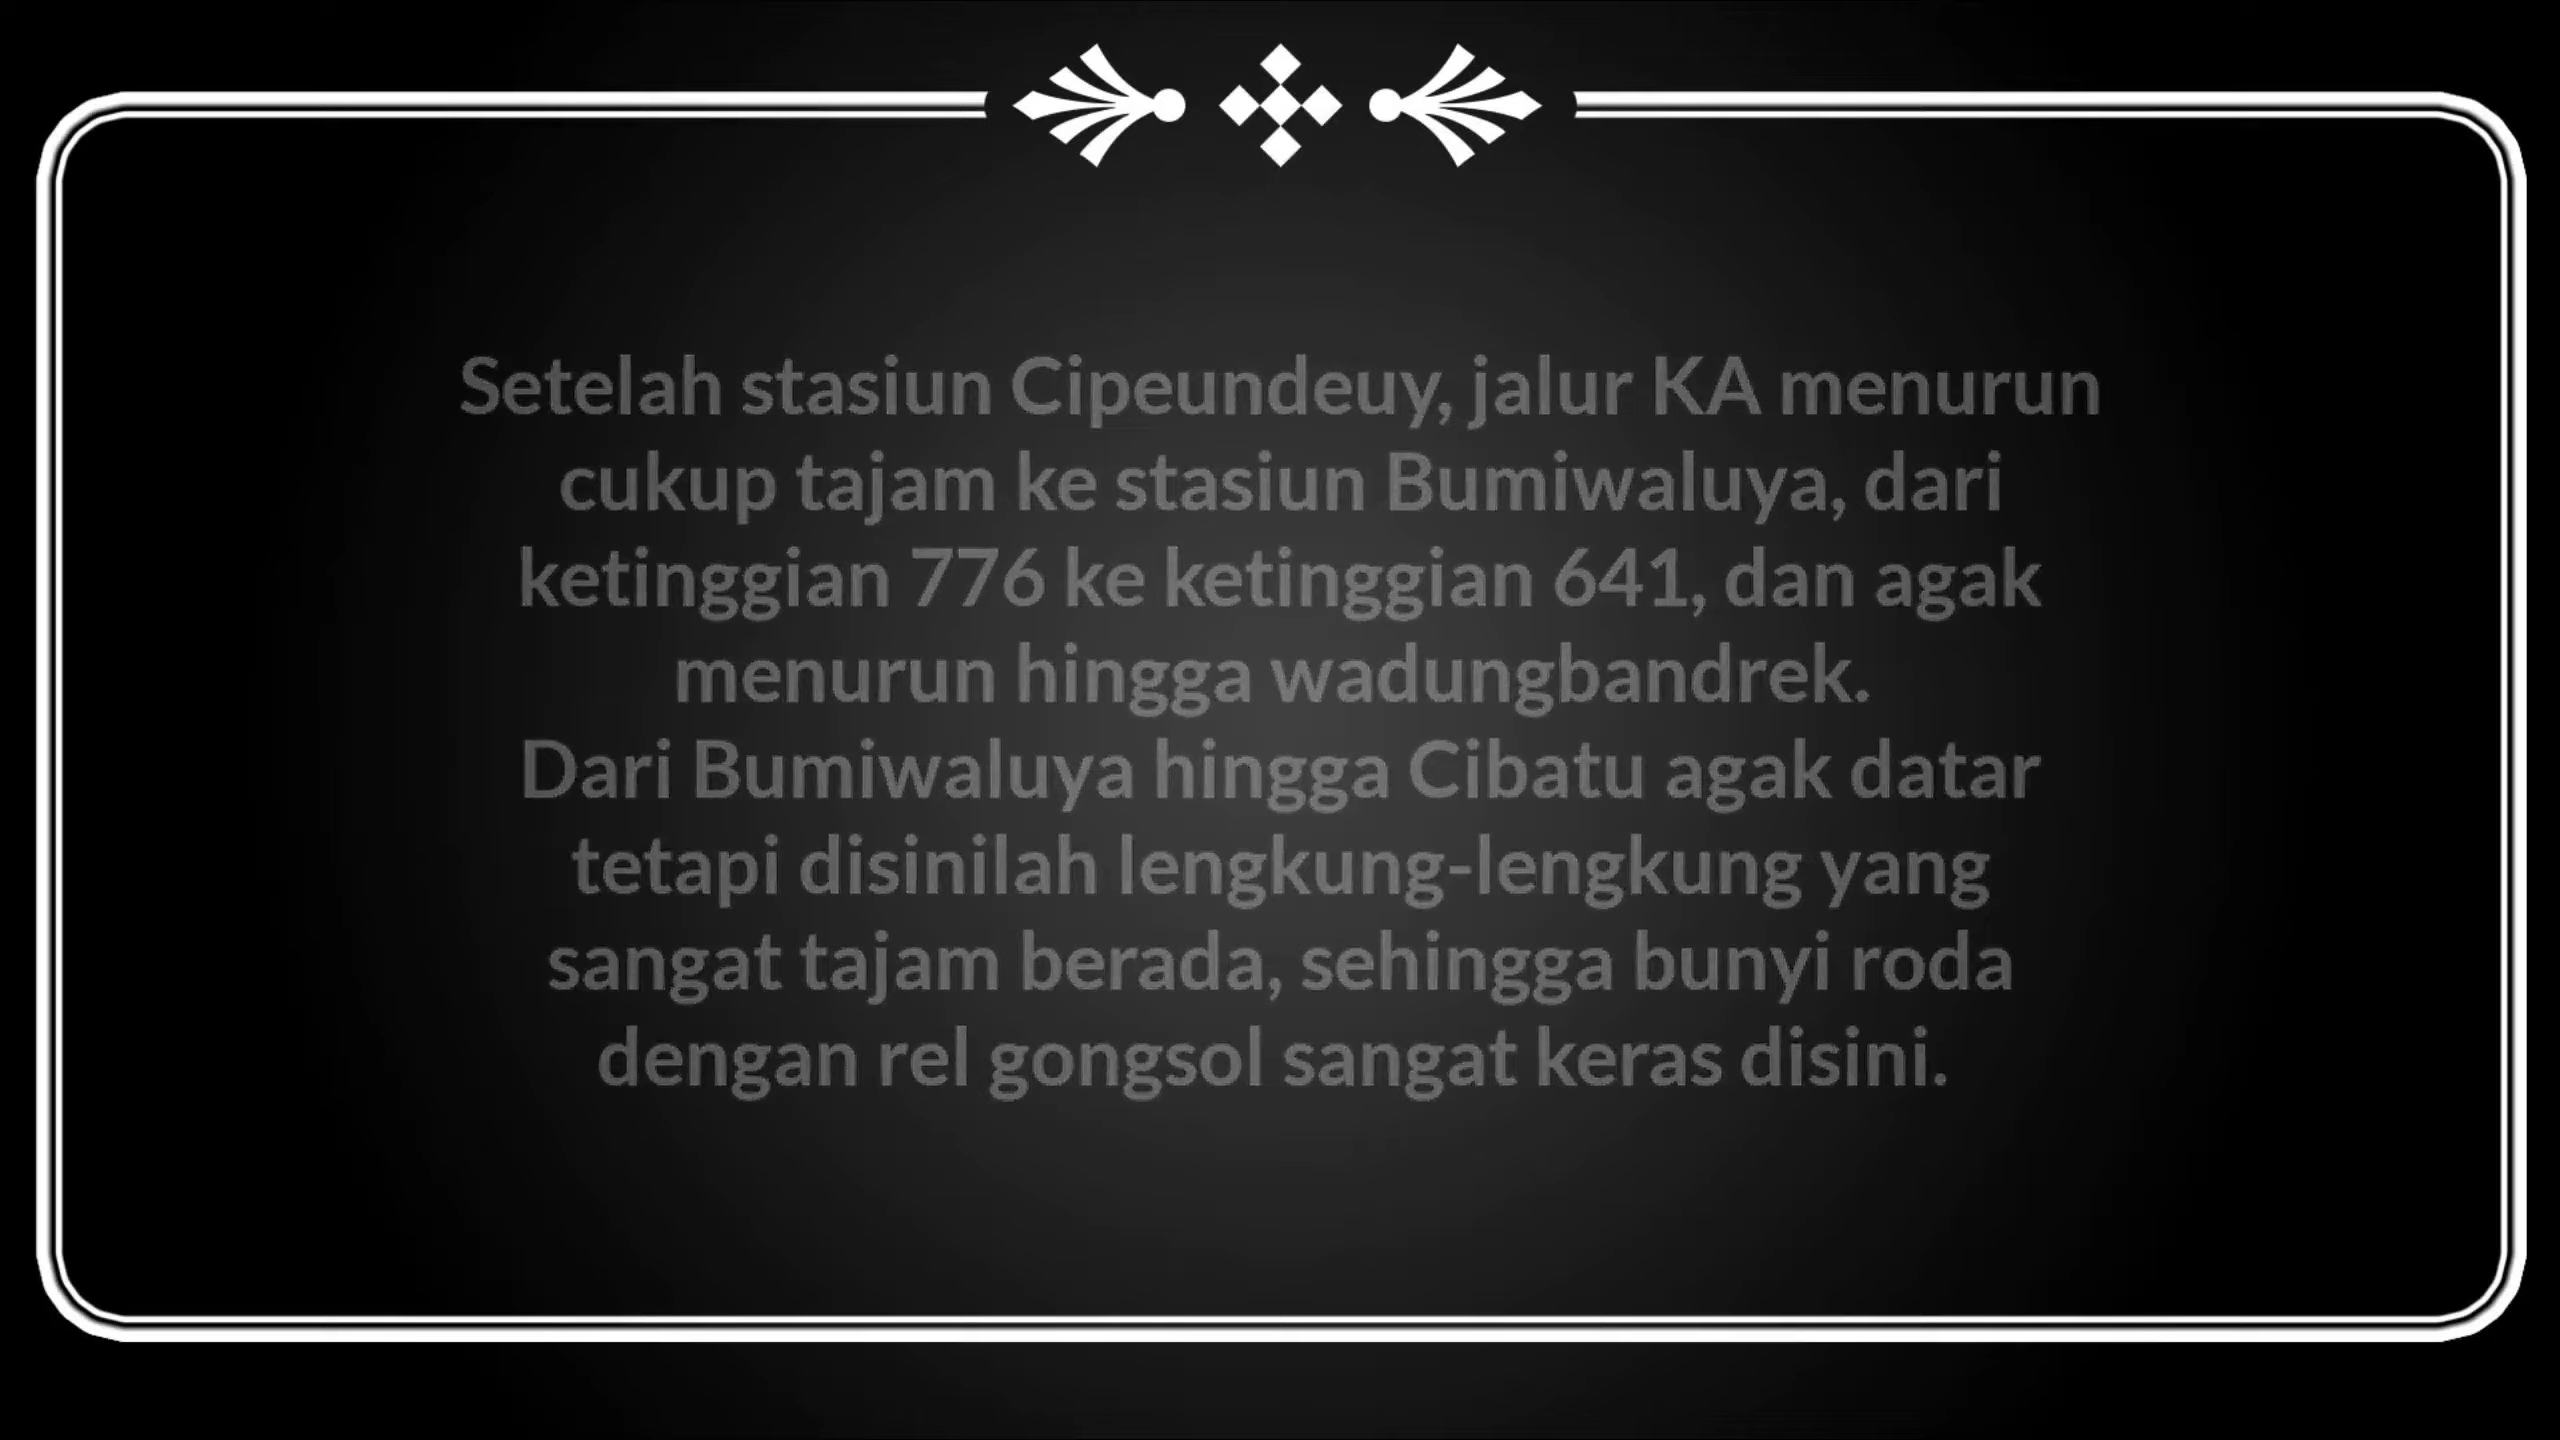 Setelah stasiun Cipeundeuy, jalur KA menurun
cukup tajam ke stasiun Bumiwaluya, dari
ketinggian 776 ke ketinggian 641, dan agak
menurun hingga wadungbandrek.
Dari Bumiwaluya hingga Cibatu agak datar
tetapi disinilah lengkung-lengkung yang
sangat tajam berada, sehingga bunyi roda
dengan rel gongsol sangat keras disini.